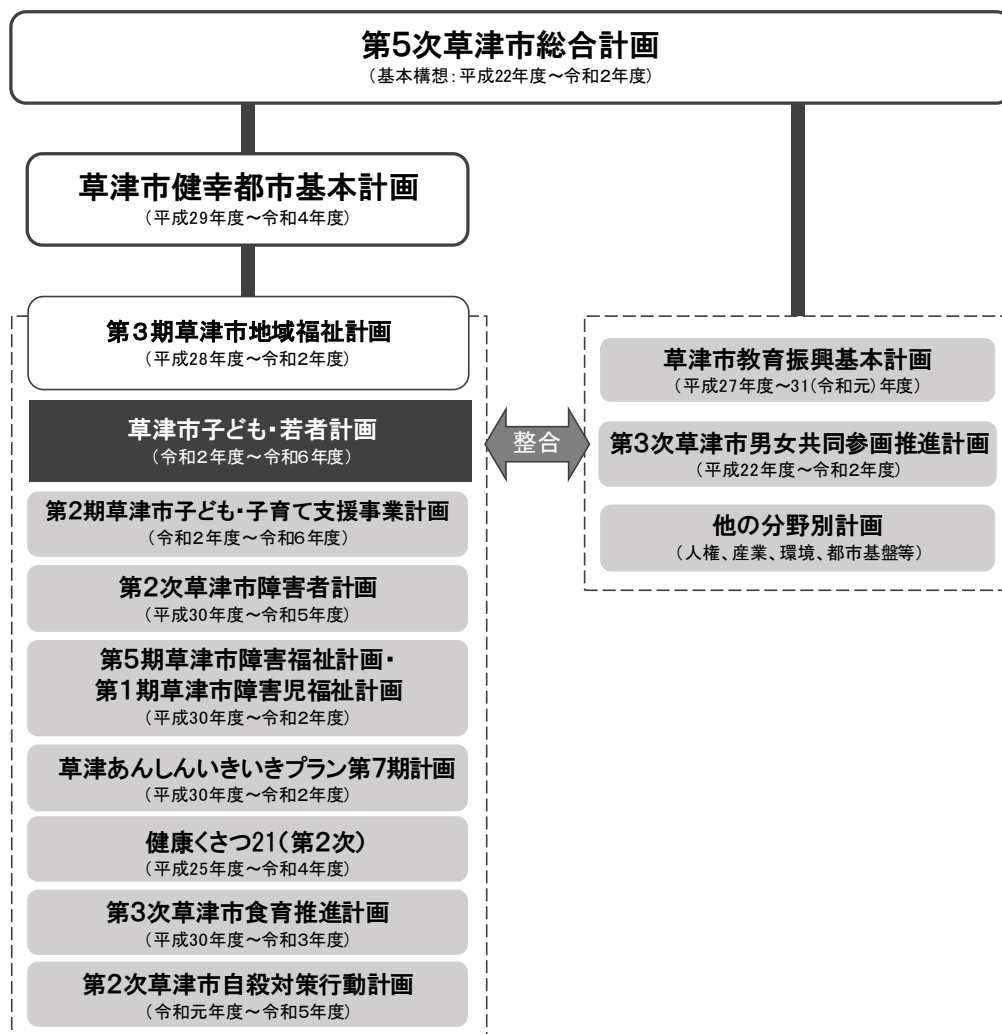 第5次草津市総合計画
（基本構想：平成22年度～令和2年度）
草津市健幸都市基本計画
（平成29年度～令和4年度）
第3期草津市地域福祉計画
（平成28年度～令和2年度）
草津市子ども・若者計画
（令和2年度～令和6年度）
第2期草津市子ども・子育て支援事業計画
（令和2年度～令和6年度）
第2次草津市障害者計画
（平成30年度～令和5年度）
第5期草津市障害福祉計画・
第1期草津市障害児福祉計画
（平成30年度～令和2年度）
草津あんしんいきいきプラン第7期計画
（平成30年度～令和2年度）
健康くさつ21（第2次）
（平成25年度～令和4年度）
第3次草津市食育推進計画
（平成30年度～令和3年度）
第2次草津市自殺対策行動計画
（令和元年度～令和5年度）
整合
草津市教育振興基本計画
（平成27年度～31(令和元)年度）
第3次草津市男女共同参画推進計画
（平成22年度～令和2年度）
他の分野別計画
（人権、産業、環境、都市基盤等）